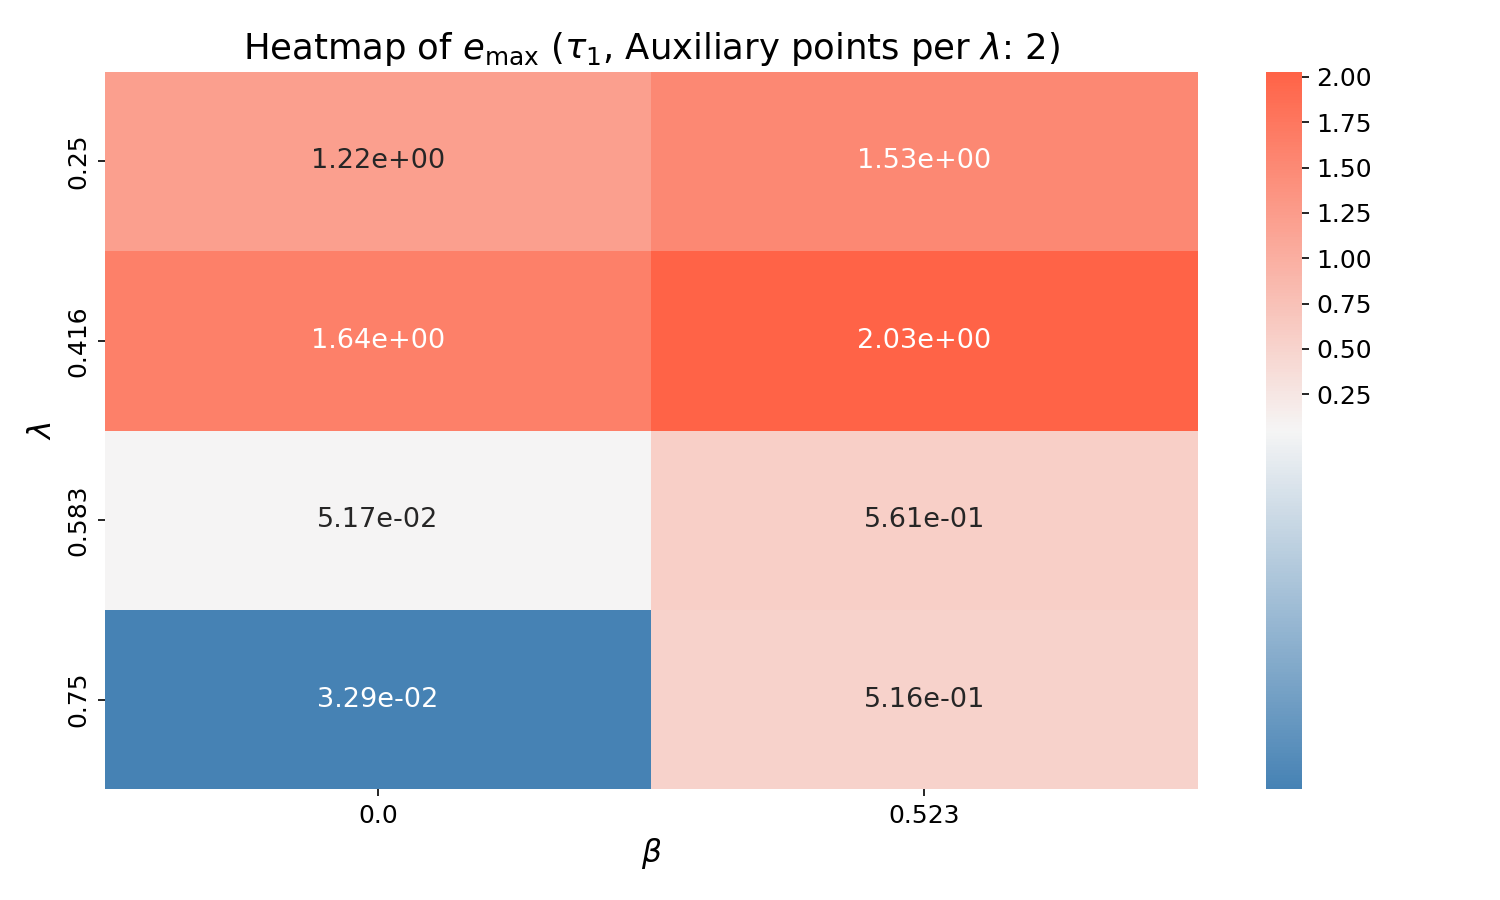 Heatmap of e_max (τ_1, Auxiliary points per λ: 2)
λ
0.25
1.22e+00
1.53e+00
0.416
1.64e+00
2.03e+00
0.583
5.17e-02
5.61e-01
0.75
3.29e-02
5.16e-01
0.0
0.523
β
2.00
1.75
1.50
1.25
1.00
0.75
0.50
0.25